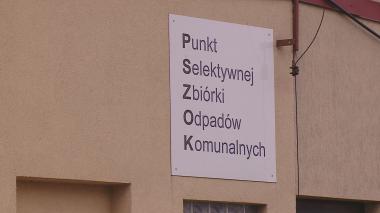 Punkt
Selektywnej
Zbiórki
Odpadów
Komunalnych